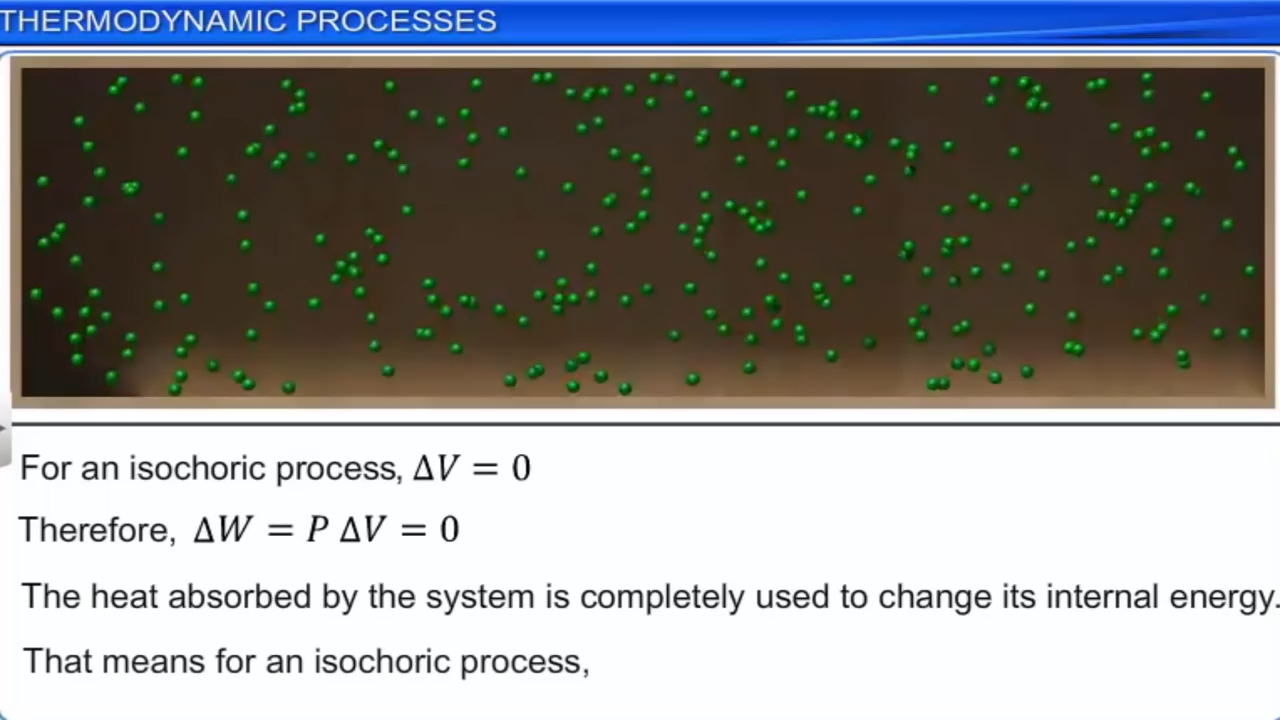 THERMODYNAMIC PROCESSES
For an isochoric process, ΔV = 0
Therefore, ΔW = P ΔV = 0
The heat absorbed by the system is completely used to change its internal energy.
That means for an isochoric process,